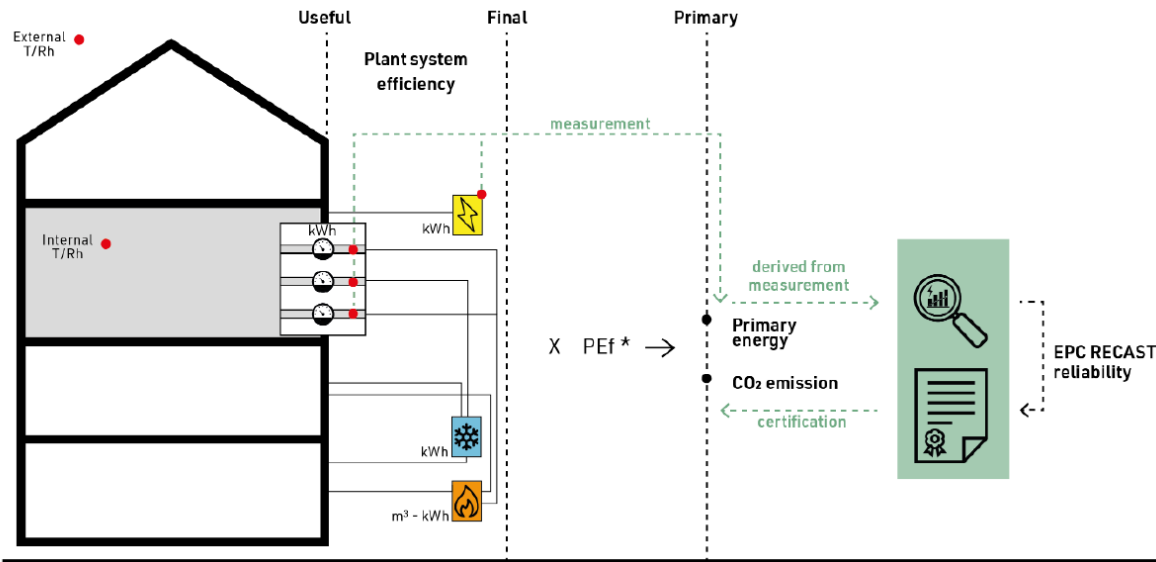 Useful
Final
Primary
External
T/Rh
Plant system
efficiency
measurement
kWh
kWh
Internal
T/Rh
derived from
measurement
Primary
energy
X PEf * →
EPC RECAST
reliability
CO₂ emission
certification
kWh
m³ - kWh